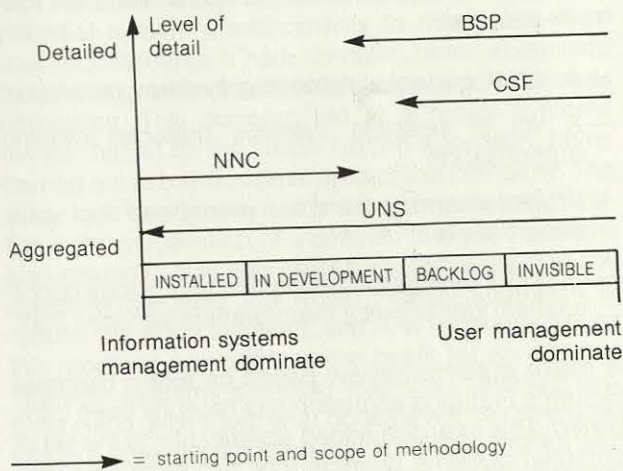 Level of
detail
Detailed
BSP
CSF
NNC
UNS
Aggregated
INSTALLED IN DEVELOPMENT BACKLOG INVISIBLE
Information systems
management dominate
User management
dominate
= starting point and scope of methodology